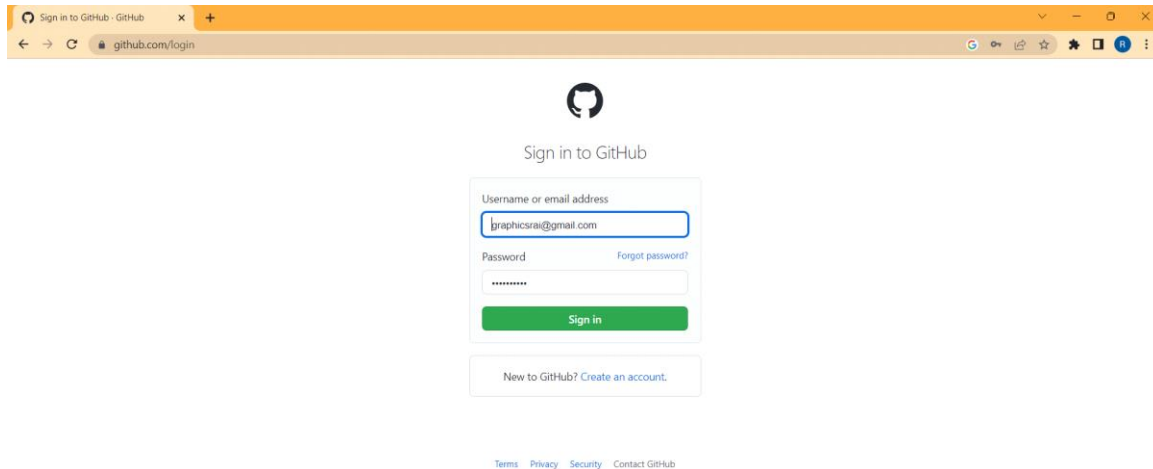 Sign in to GitHub · GitHub
github.com/login
G R
Sign in to GitHub
Username or email address
graphicsrai@gmail.com
Password Forgot password?
••••••••••
Sign in
New to GitHub? Create an account.
Terms Privacy Security Contact GitHub